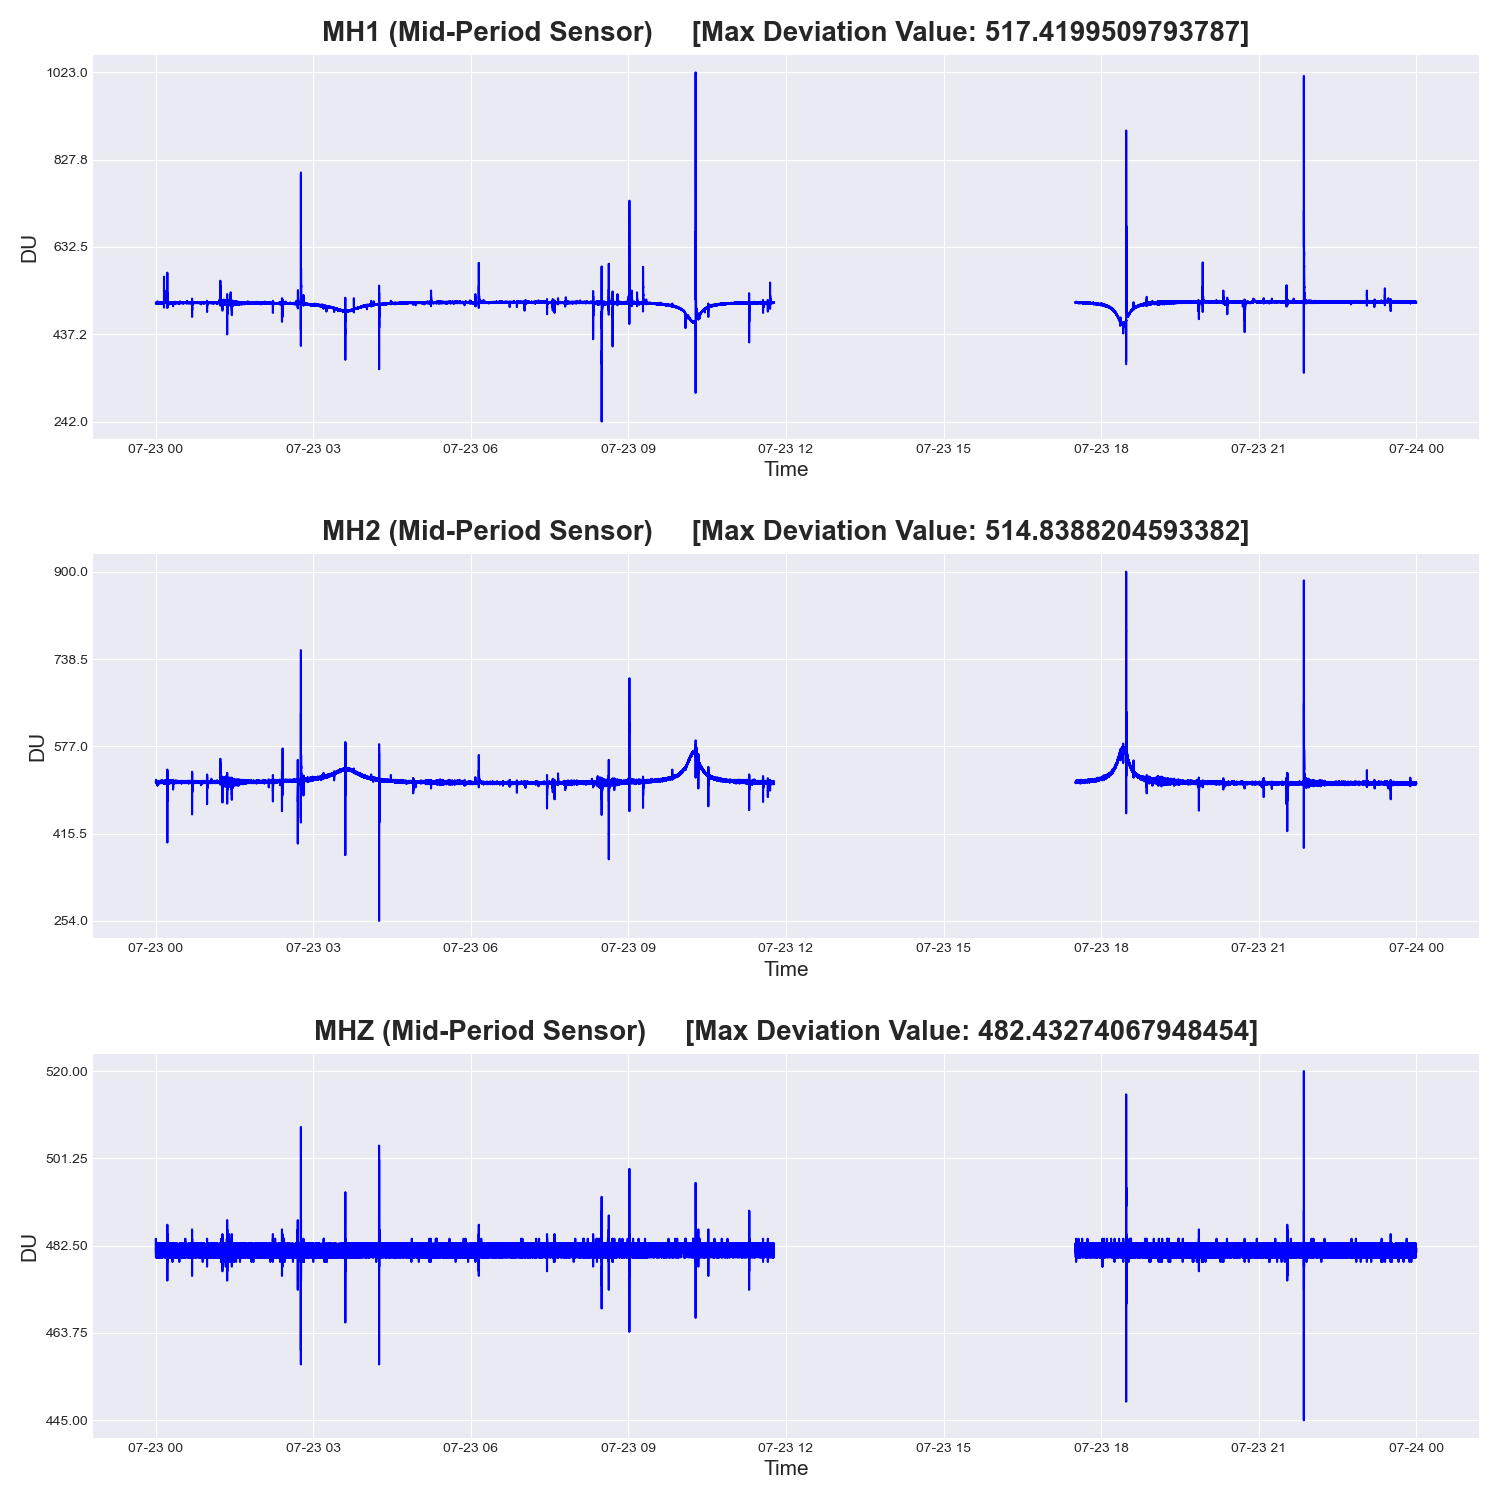 MH1 (Mid-Period Sensor) [Max Deviation Value: 517.4199509793787]
1023.0
827.8
632.5
437.2
242.0
DU
07-23 00 07-23 03 07-23 06 07-23 09 07-23 12 07-23 15 07-23 18 07-23 21 07-24 00
Time
MH2 (Mid-Period Sensor) [Max Deviation Value: 514.8388204593382]
900.0
738.5
577.0
415.5
254.0
DU
07-23 00 07-23 03 07-23 06 07-23 09 07-23 12 07-23 15 07-23 18 07-23 21 07-24 00
Time
MHZ (Mid-Period Sensor) [Max Deviation Value: 482.43274067948454]
520.00
501.25
482.50
463.75
445.00
DU
07-23 00 07-23 03 07-23 06 07-23 09 07-23 12 07-23 15 07-23 18 07-23 21 07-24 00
Time